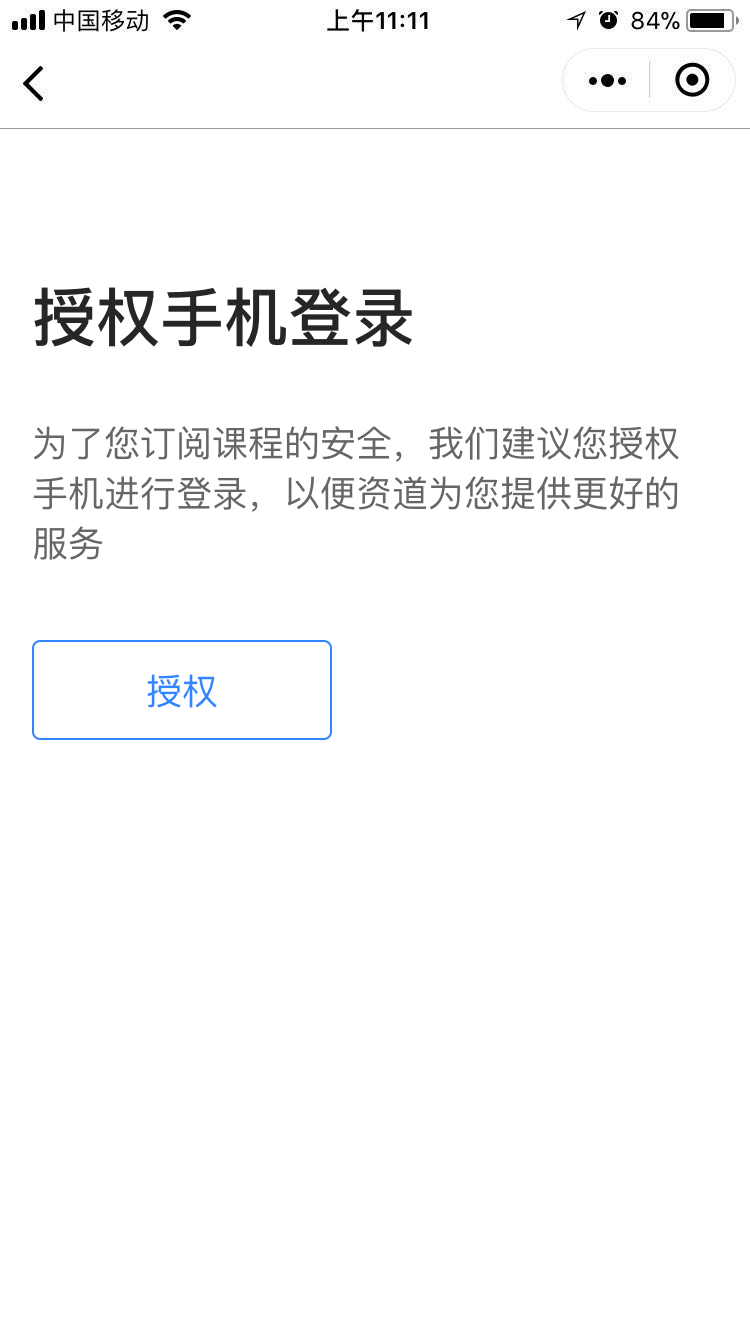 中国移动
上午11:11
84%
授权手机登录
为了您订阅课程的安全，我们建议您授权
手机进行登录，以便资道为您提供更好的
服务
授权